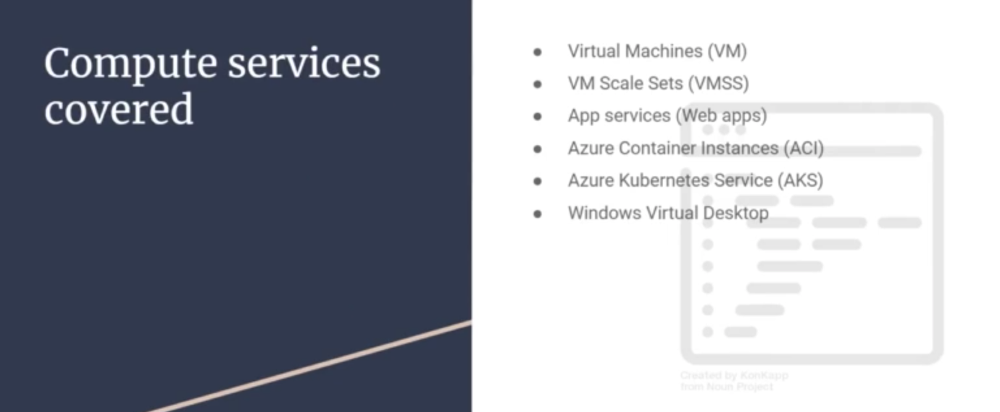 Compute services
covered
Virtual Machines (VM)
VM Scale Sets (VMSS)
App services (Web apps)
Azure Container Instances (ACI)
Azure Kubernetes Service (AKS)
Windows Virtual Desktop
Created by KonKapp
from Noun Project